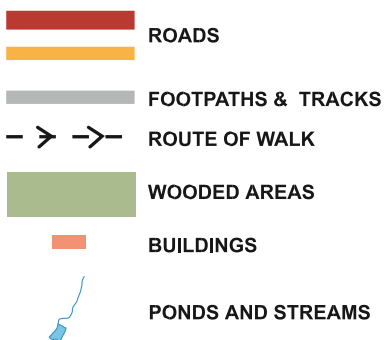 ROADS
FOOTPATHS & TRACKS
ROUTE OF WALK
WOODED AREAS
BUILDINGS
PONDS AND STREAMS